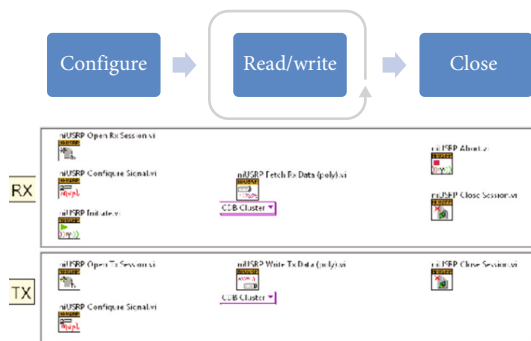 Configure
Read/write
Close
niUSRP Open Rx Session.vi
niUSRP Configure Signal.vi
niUSRP Initiate.vi
niUSRP Fetch Rx Data (poly).vi
CDB Cluster
niUSRP Abort.vi
niUSRP Close Session.vi
RX
niUSRP Open Tx Session.vi
niUSRP Configure Signal.vi
niUSRP Write Tx Data (poly).vi
CDB Cluster
niUSRP Close Session.vi
TX